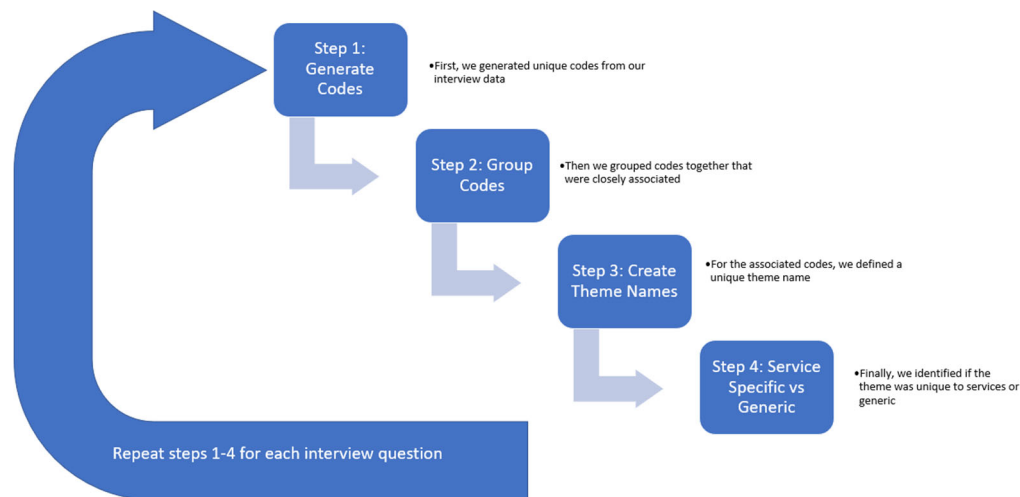 Step 1:
Generate
Codes
•First, we generated unique codes from our
interview data
Step 2: Group
Codes
•Then we grouped codes together that
were closely associated
Step 3: Create
Theme Names
•For the associated codes, we defined a
unique theme name
Step 4: Service
Specific vs
Generic
•Finally, we identified if the
theme was unique to services or
generic
Repeat steps 1-4 for each interview question